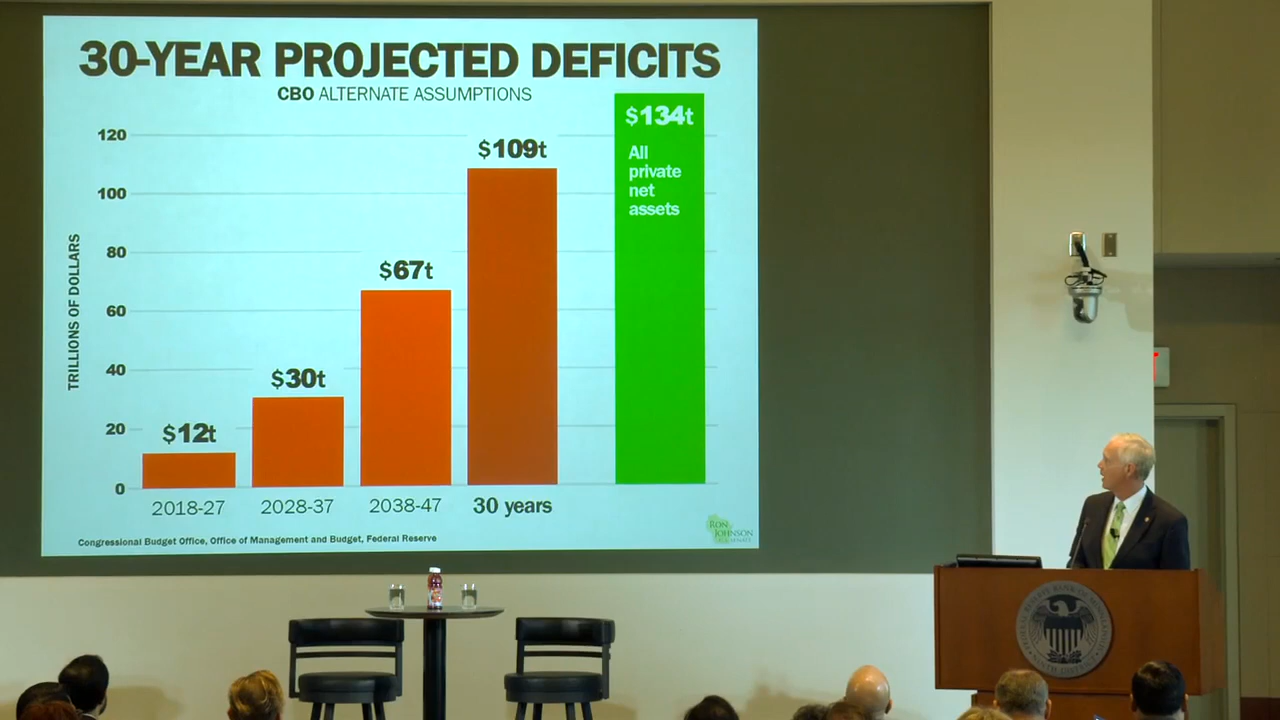 30-YEAR PROJECTED DEFICITS
CBO ALTERNATE ASSUMPTIONS
TRILLIONS OF DOLLARS
120
100
80
60
40
20
0
$12t
$30t
$67t
$109t
$134t
All
private
net
assets
2018-27
2028-37
2038-47
30 years
Congressional Budget Office, Office of Management and Budget, Federal Reserve
RON
JOHNSON